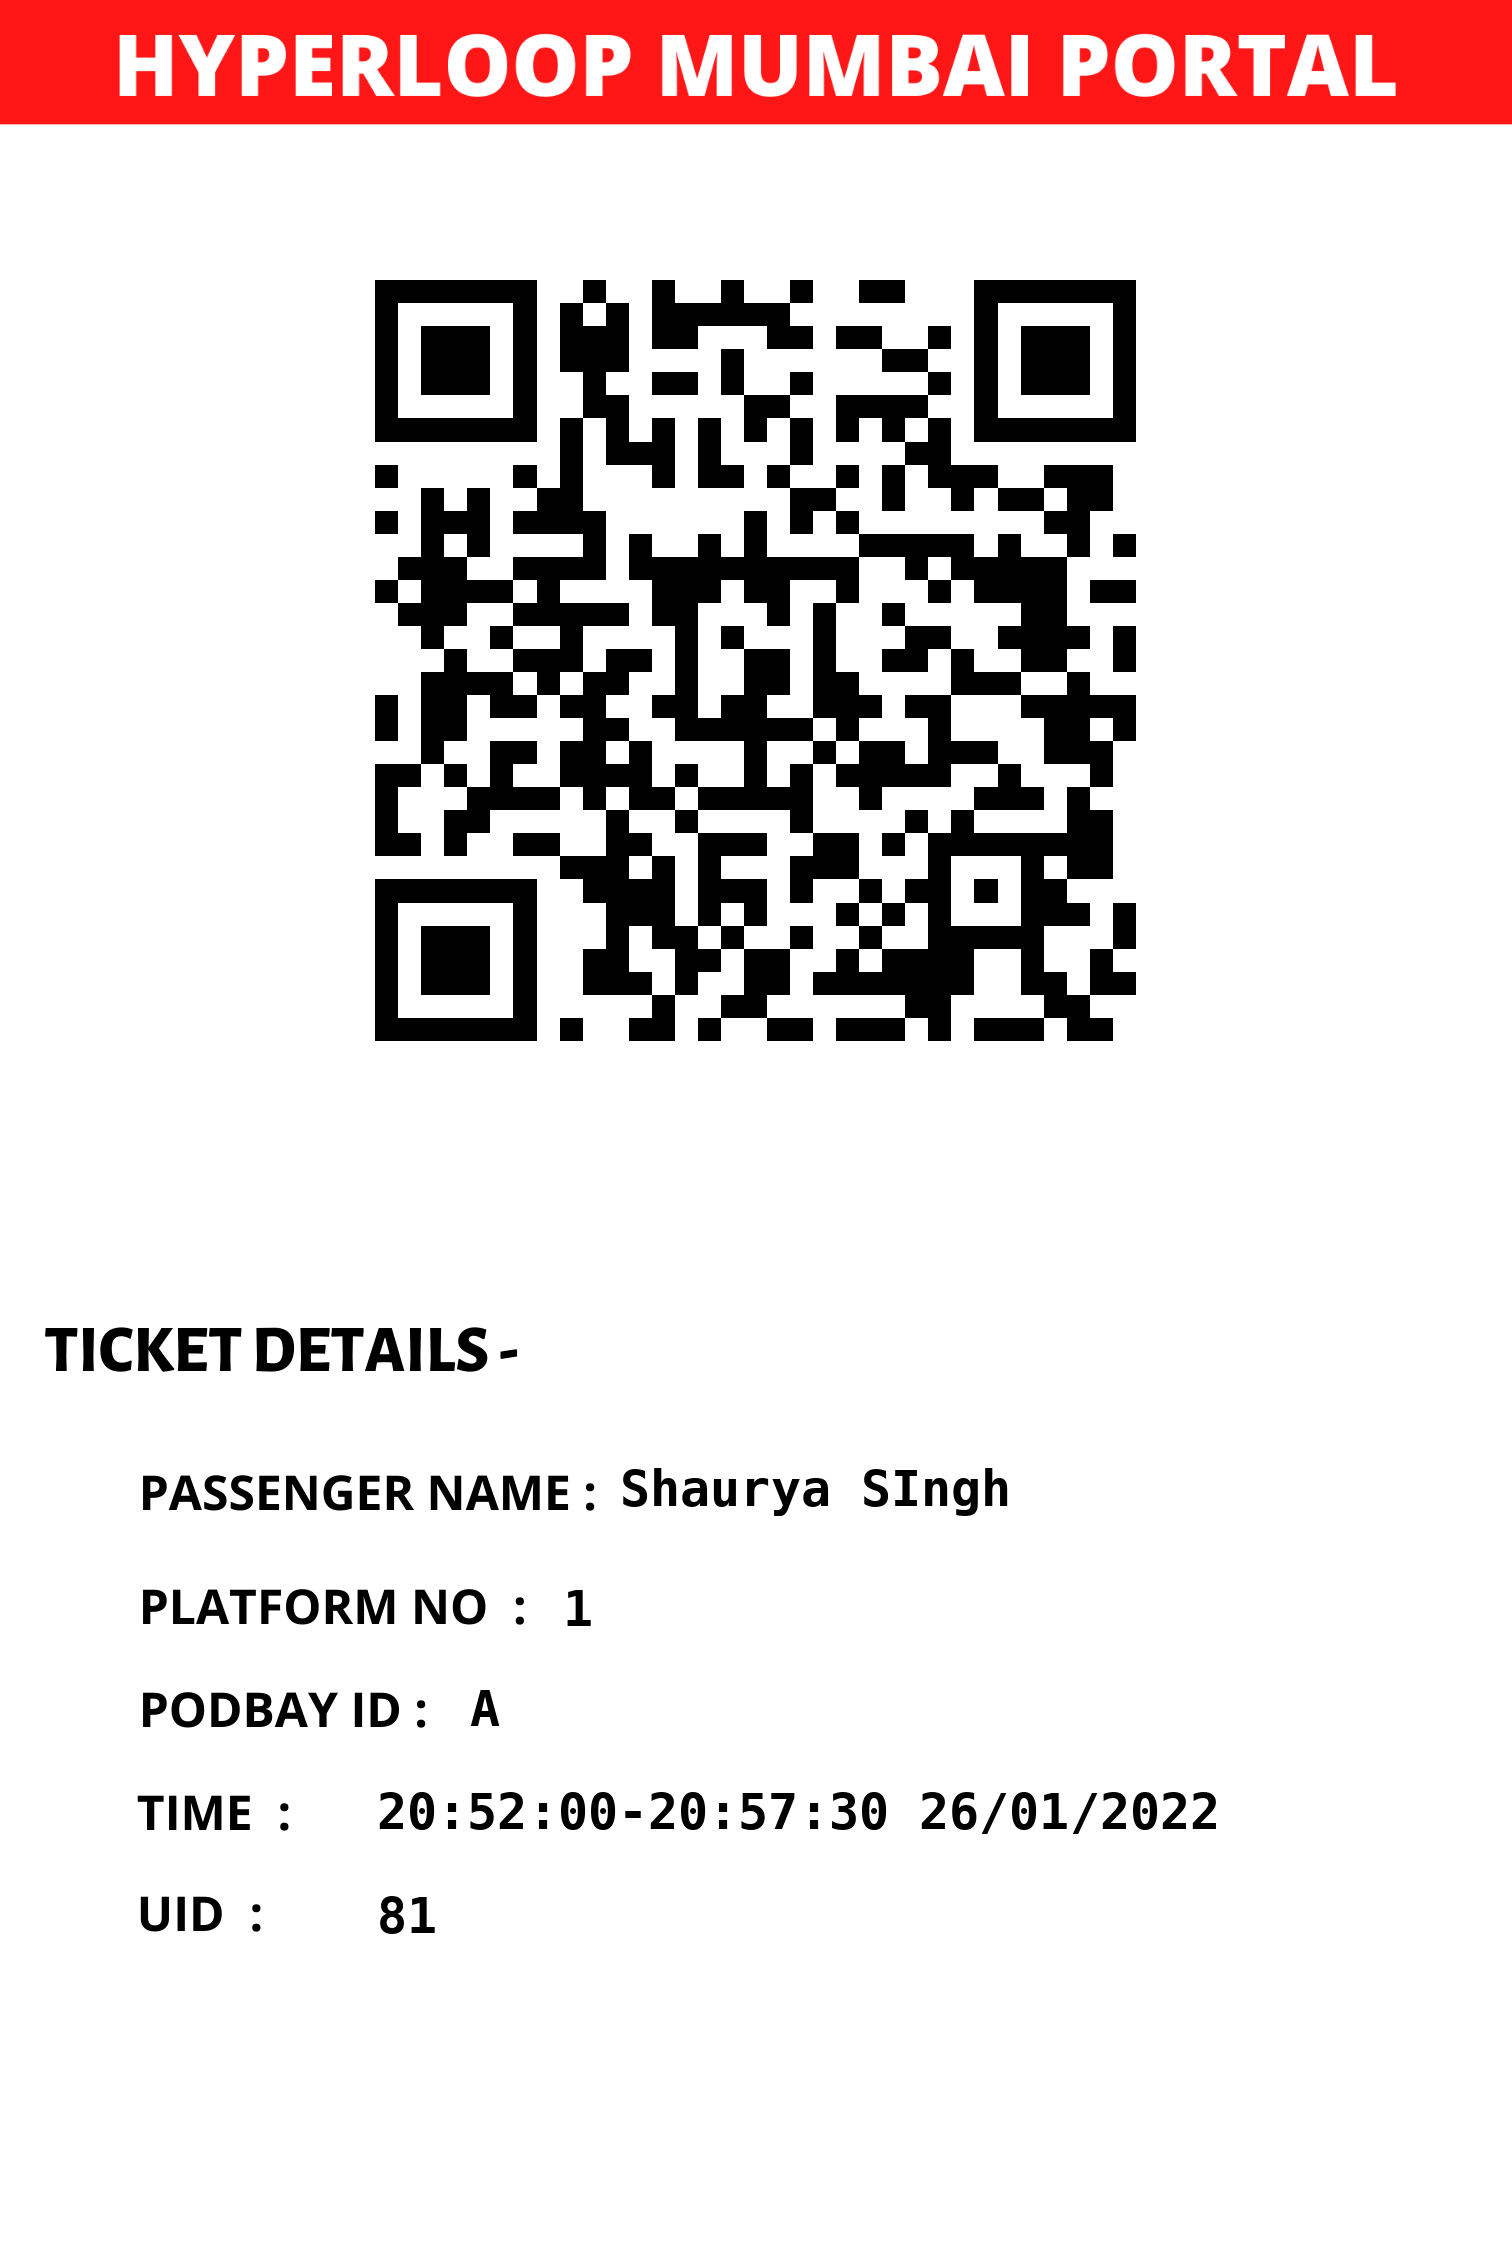 HYPERLOOP MUMBAI PORTAL
TICKET DETAILS -
PASSENGER NAME : Shaurya SIngh
PLATFORM NO : 1
PODBAY ID : A
TIME : 20:52:00-20:57:30 26/01/2022
UID : 81